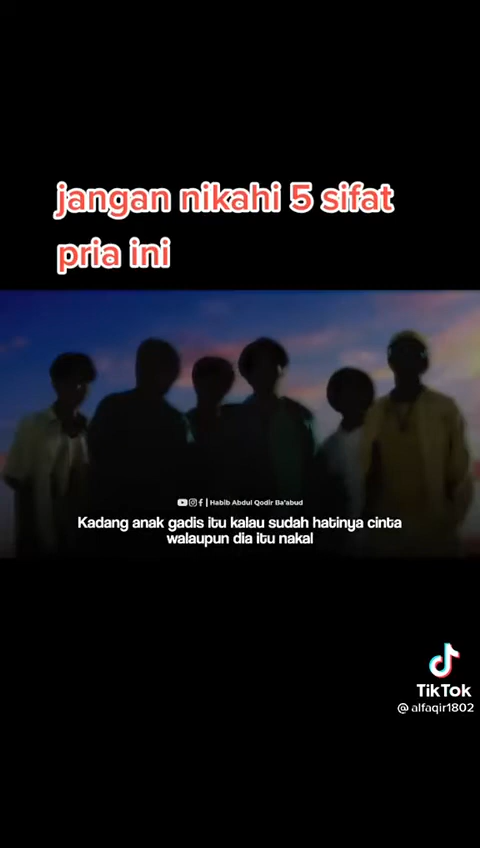 jangan nikahi 5 sifat
pria ini
| Habib Abdul Qodir Ba'abud
Kadang anak gadis itu kalau sudah hatinya cinta
walaupun dia itu nakal
TikTok
@alfaqir1802